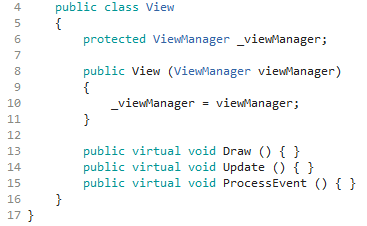 4 public class View
5 {
6 protected ViewManager _viewManager;
7
8 public View (ViewManager viewManager)
9 {
10 _viewManager = viewManager;
11 }
12
13 public virtual void Draw () { }
14 public virtual void Update () { }
15 public virtual void ProcessEvent () { }
16 }
17 }